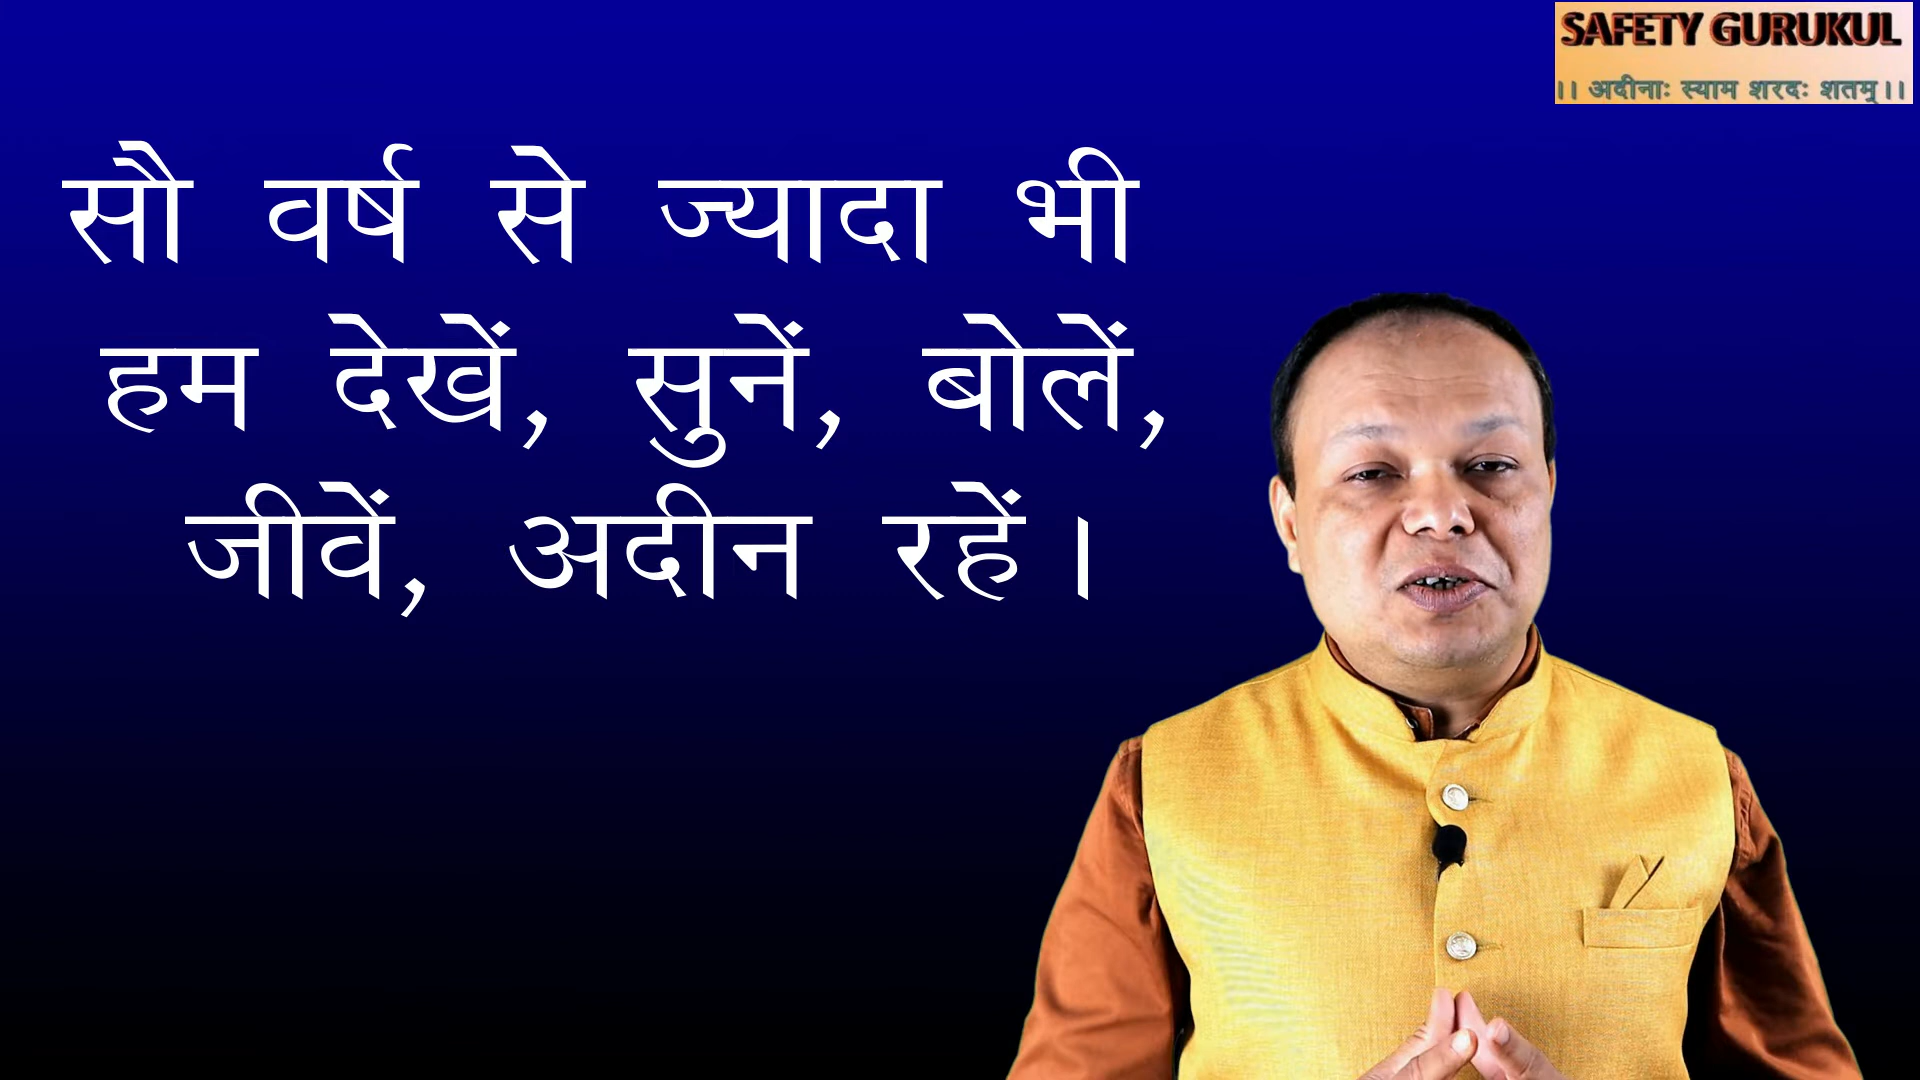 SAFETY GURUKUL
।। अदीनाः स्याम शरदः शतम् ।।
सौ वर्ष से ज्यादा भी
हम देखें, सुनें, बोलें,
जीवें, अदीन रहें।